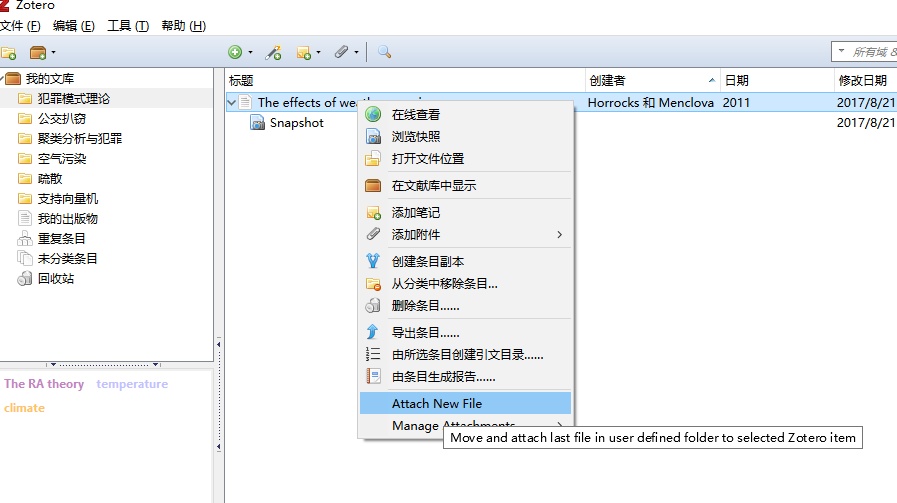 Zotero
文件 (F) 编辑 (E) 工具 (T) 帮助 (H)
所有域 &
我的文库
犯罪模式理论
公交扒窃
聚类分析与犯罪
空气污染
疏散
支持向量机
我的出版物
重复条目
未分类条目
回收站
The RA theory temperature
climate
标题 创建者 日期 修改日期
The effects of Horrocks 和 Menclova 2011 2017/8/21
Snapshot 2017/8/21
在线查看
浏览快照
打开文件位置
在文献库中显示
添加笔记
添加附件
创建条目副本
从分类中移除条目...
删除条目......
导出条目......
由所选条目创建引文目录......
由条目生成报告......
Attach New File
Manage Attachments
Move and attach last file in user defined folder to selected Zotero item